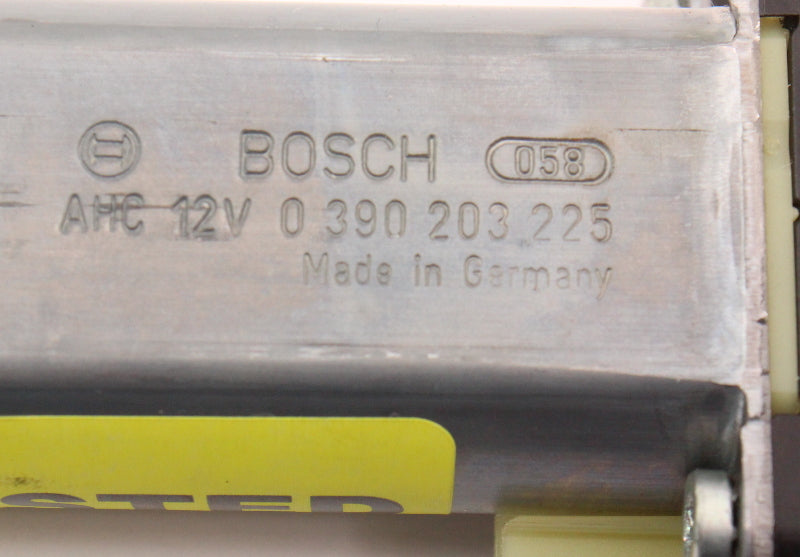 BOSCH 058
AHC 12V 0 390 203 225
Made in Germany